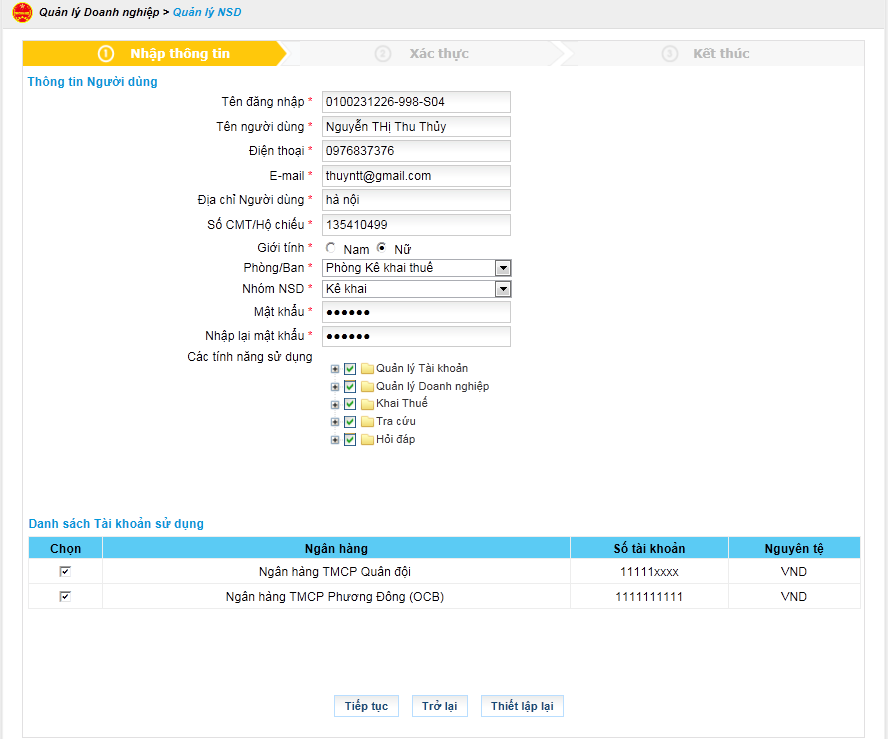 Quản lý Doanh nghiệp > Quản lý NSD
1 Nhập thông tin 2 Xác thực 3 Kết thúc
Thông tin Người dùng
Tên đăng nhập * 0100231226-998-S04
Tên người dùng * Nguyễn THị Thu Thủy
Điện thoại * 0976837376
E-mail * thuyntt@gmail.com
Địa chỉ Người dùng * hà nội
Số CMT/Hộ chiếu * 135410499
Giới tính * Nam Nữ
Phòng/Ban * Phòng Kê khai thuế
Nhóm NSD * Kê khai
Mật khẩu * ●●●●●●
Nhập lại mật khẩu * ●●●●●●
Các tính năng sử dụng
Quản lý Tài khoản
Quản lý Doanh nghiệp
Khai Thuế
Tra cứu
Hỏi đáp
Danh sách Tài khoản sử dụng
Chọn Ngân hàng Số tài khoản Nguyên tệ
Ngân hàng TMCP Quân đội 11111xxxx VND
Ngân hàng TMCP Phương Đông (OCB) 1111111111 VND
Tiếp tục Trở lại Thiết lập lại